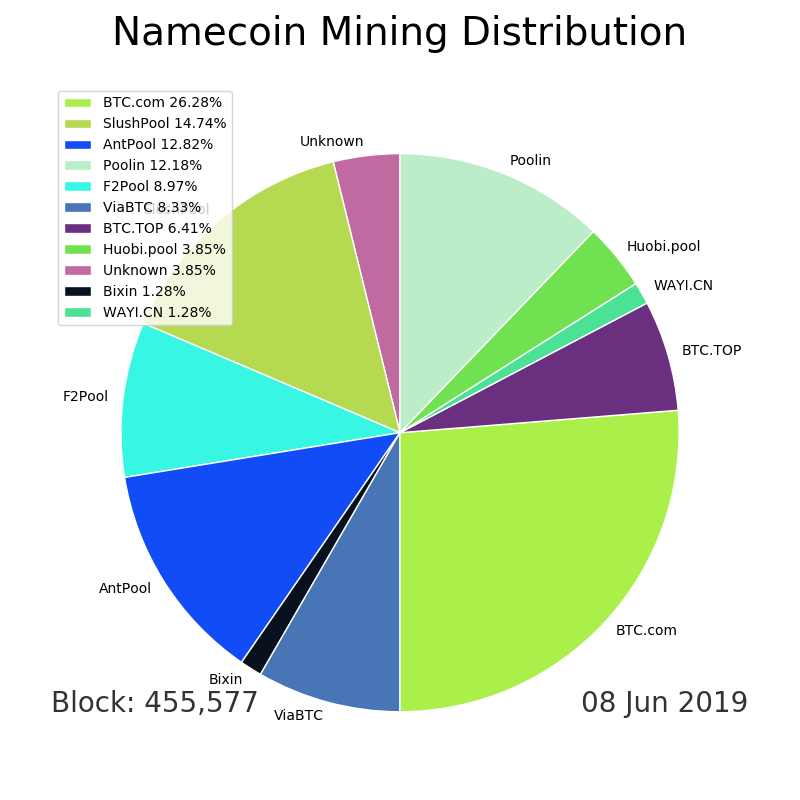 Namecoin Mining Distribution
BTC.com 26.28%
SlushPool 14.74%
AntPool 12.82%
Poolin 12.18%
F2Pool 8.97%
ViaBTC 8.33%
BTC.TOP 6.41%
Huobi.pool 3.85%
Unknown 3.85%
Bixin 1.28%
WAYI.CN 1.28%
Unknown
Poolin
SlushPool
Huobi.pool
WAYI.CN
BTC.TOP
F2Pool
AntPool
BTC.com
Bixin
ViaBTC
Block: 455,577
08 Jun 2019